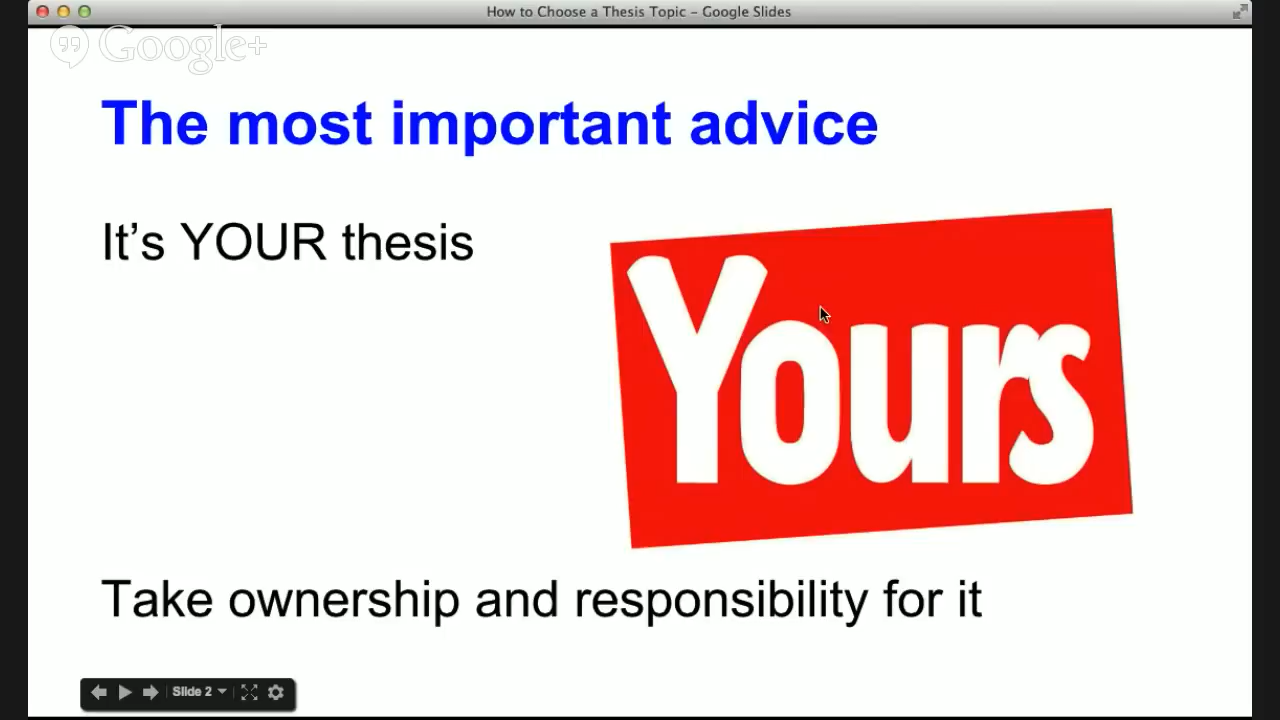 How to Choose a Thesis Topic – Google Slides
Google+
The most important advice
It's YOUR thesis
Yours
Take ownership and responsibility for it
Slide 2